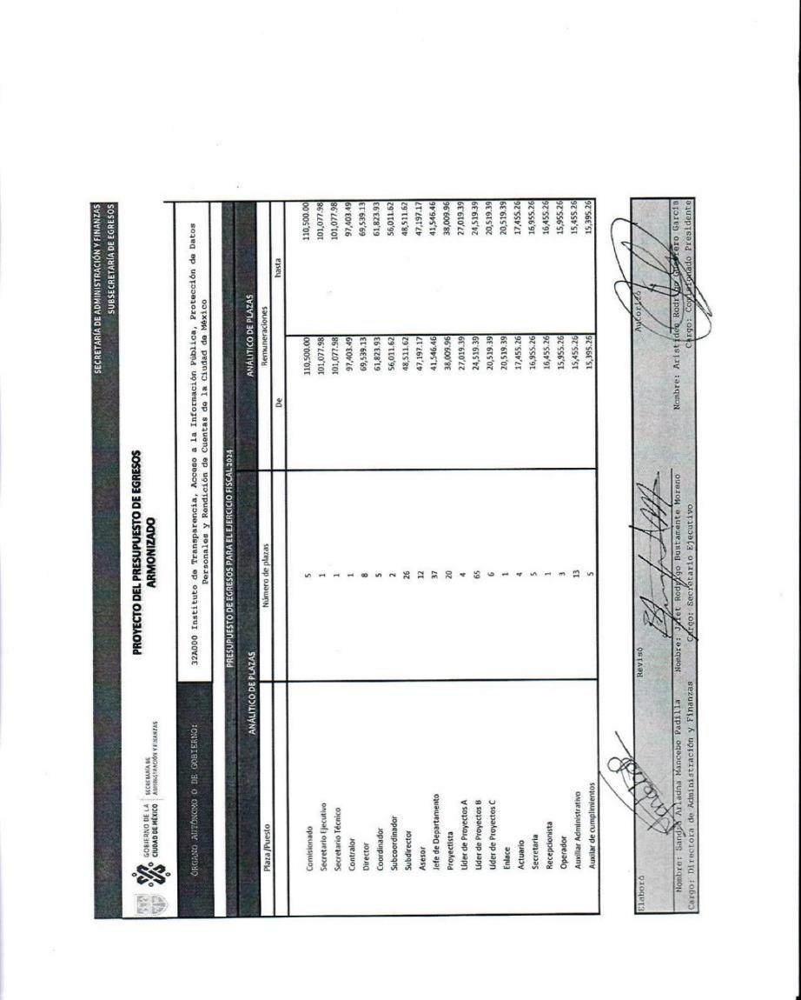 SECRETARÍA DE ADMINISTRACIÓN Y FINANZAS
SUBSECRETARÍA DE EGRESOS
GOBIERNO DE LA
CIUDAD DE MÉXICO
SECRETARÍA DE
ADMINISTRACIÓN Y FINANZAS
PROYECTO DEL PRESUPUESTO DE EGRESOS
ARMONIZADO
ÓRGANO AUTÓNOMO O DE GOBIERNO:
32A000 Instituto de Transparencia, Acceso a la Información Pública, Protección de Datos
Personales y Rendición de Cuentas de la Ciudad de México
PRESUPUESTO DE EGRESOS PARA EL EJERCICIO FISCAL 2024
ANÁLITICO DE PLAZAS ANÁLITICO DE PLAZAS
Plaza /Puesto Número de plazas Remuneraciones
De hasta
Comisionado 5 110,500.00 110,500.00
Secretario Ejecutivo 1 101,077.98 101,077.98
Secretario Técnico 1 101,077.98 101,077.98
Contralor 1 97,403.49 97,403.49
Director 8 69,539.13 69,539.13
Coordinador 5 61,823.93 61,823.93
Subcoordinador 2 56,011.62 56,011.62
Subdirector 26 48,511.62 48,511.62
Asesor 12 47,197.17 47,197.17
Jefe de Departamento 37 41,546.46 41,546.46
Proyectista 20 38,009.96 38,009.96
Líder de Proyectos A 4 27,019.39 27,019.39
Líder de Proyectos B 65 24,519.39 24,519.39
Líder de Proyectos C 6 20,519.39 20,519.39
Enlace 1 20,519.39 20,519.39
Actuario 4 17,455.26 17,455.26
Secretaria 5 16,955.26 16,955.26
Recepcionista 1 16,455.26 16,455.26
Operador 3 15,955.26 15,955.26
Auxiliar Administrativo 13 15,455.26 15,455.26
Auxiliar de cumplimientos 5 15,395.26 15,395.26
Elaboró Revisó Autorizó
Nombre: Sandra Ariadna Mancebo Padilla Nombre: Rodrigo Bustamente Moreno Nombre: Arístides Rodrigo Guerrero García
Cargo: Directora de Administración y Finanzas Cargo: Secretario Ejecutivo Cargo: Comisionado Presidente